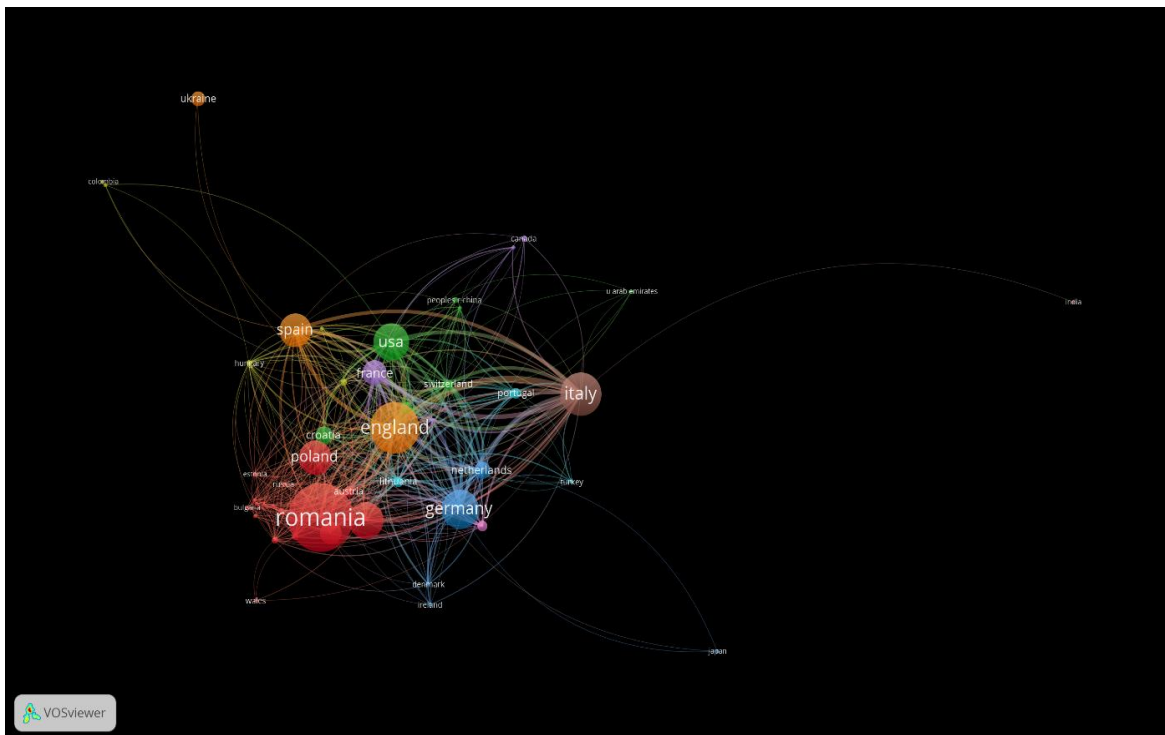 ukraine
colombia
canada
u arab emirates
peoples r china
india
spain
usa
hungary
france
switzerland
portugal
italy
england
croatia
poland
netherlands
estonia
russia
austria
lithuania
turkey
bulgaria
romania
germany
denmark
wales
ireland
japan
VOSviewer